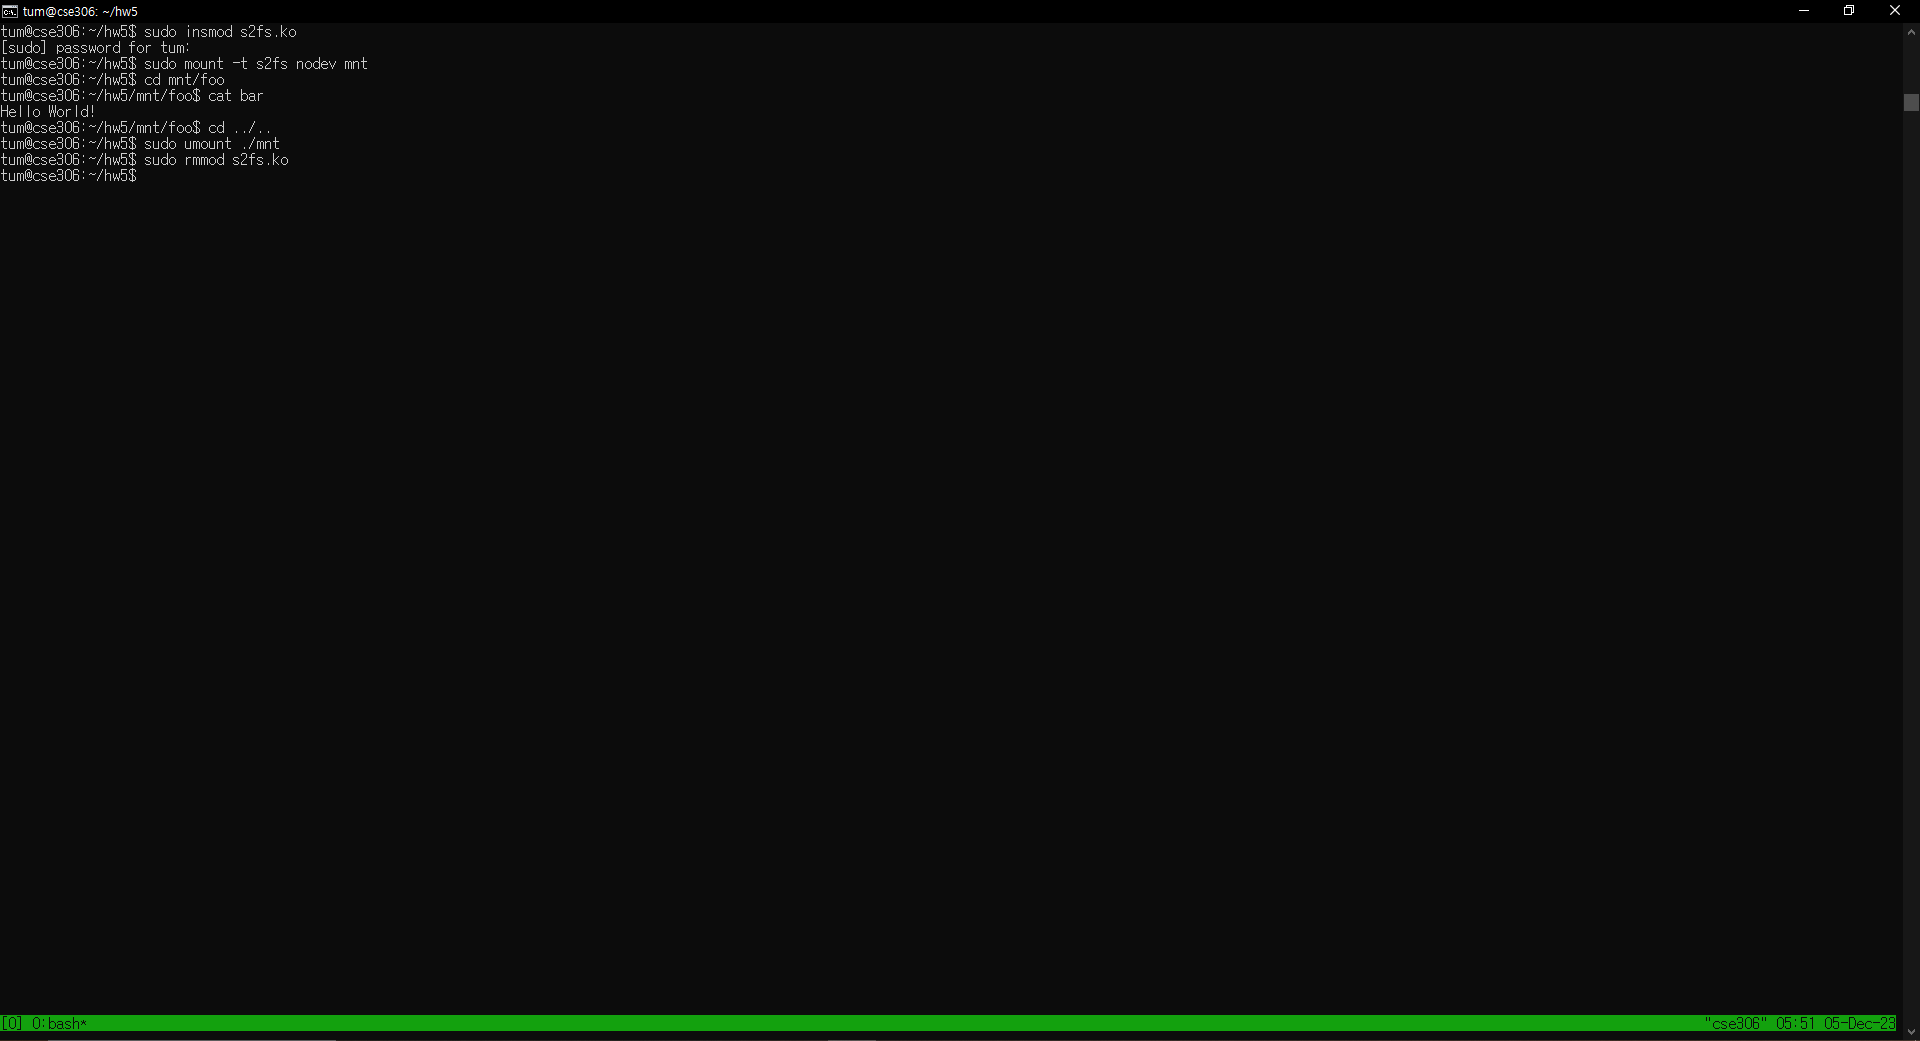 tum@cse306: ~/hw5
tum@cse306:~/hw5$ sudo insmod s2fs.ko
[sudo] password for tum:
tum@cse306:~/hw5$ sudo mount -t s2fs nodev mnt
tum@cse306:~/hw5$ cd mnt/foo
tum@cse306:~/hw5/mnt/foo$ cat bar
Hello World!
tum@cse306:~/hw5/mnt/foo$ cd ../..
tum@cse306:~/hw5$ sudo umount ./mnt
tum@cse306:~/hw5$ sudo rmmod s2fs.ko
tum@cse306:~/hw5$
[0] 0:bash* "cse306" 05:51 05-Dec-23